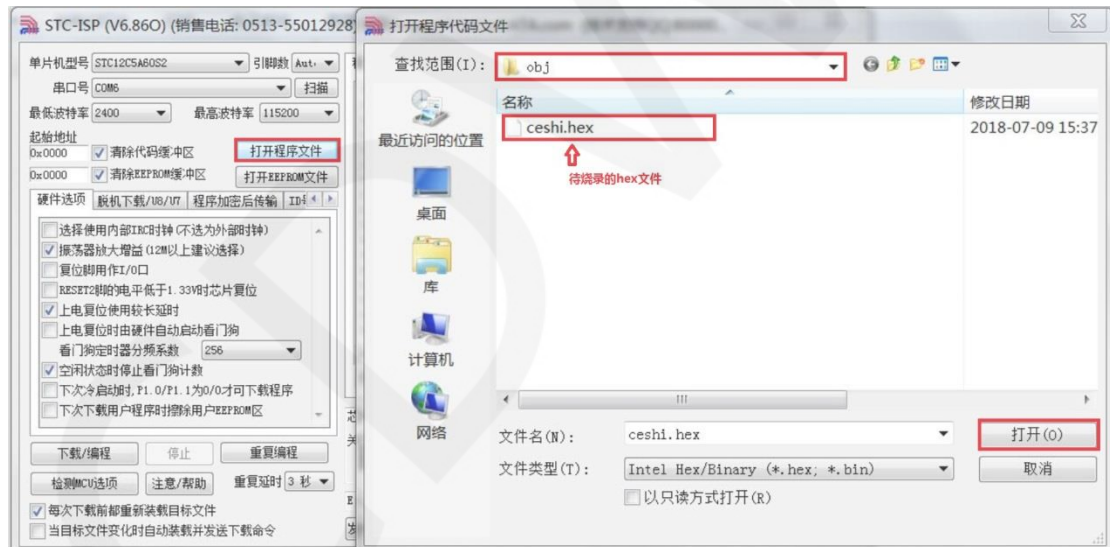 STC-ISP (V6.86O) (销售电话: 0513-55012928)
单片机型号 STC12C5A60S2 引脚数 Auto
串口号 COM6 扫描
最低波特率 2400 最高波特率 115200
起始地址
0x0000 清除代码缓冲区 打开程序文件
0x0000 清除EEPROM缓冲区 打开EEPROM文件
硬件选项 脱机下载/U8/U7 程序加密后传输
选择使用内部IRC时钟(不选为外部时钟)
振荡器放大增益(12M以上建议选择)
复位脚用作I/O口
RESET2脚的电平低于1.33V时芯片复位
上电复位使用较长延时
上电复位时由硬件自动启动看门狗
看门狗定时器分频系数 256
空闲状态时停止看门狗计数
下次冷启动时,P1.0/P1.1为0/0才可下载程序
下次下载用户程序时擦除用户EEPROM区
下载/编程 停止 重复编程
检测MCU选项 注意/帮助 重复延时 3 秒
每次下载前都重新装载目标文件
当目标文件变化时自动装载并发送下载命令
打开程序代码文件
查找范围(I): obj
名称 修改日期
ceshi.hex 2018-07-09 15:37
待烧录的hex文件
最近访问的位置
桌面
库
计算机
网络
文件名(N): ceshi.hex 打开(O)
文件类型(T): Intel Hex/Binary (*.hex; *.bin) 取消
以只读方式打开(R)